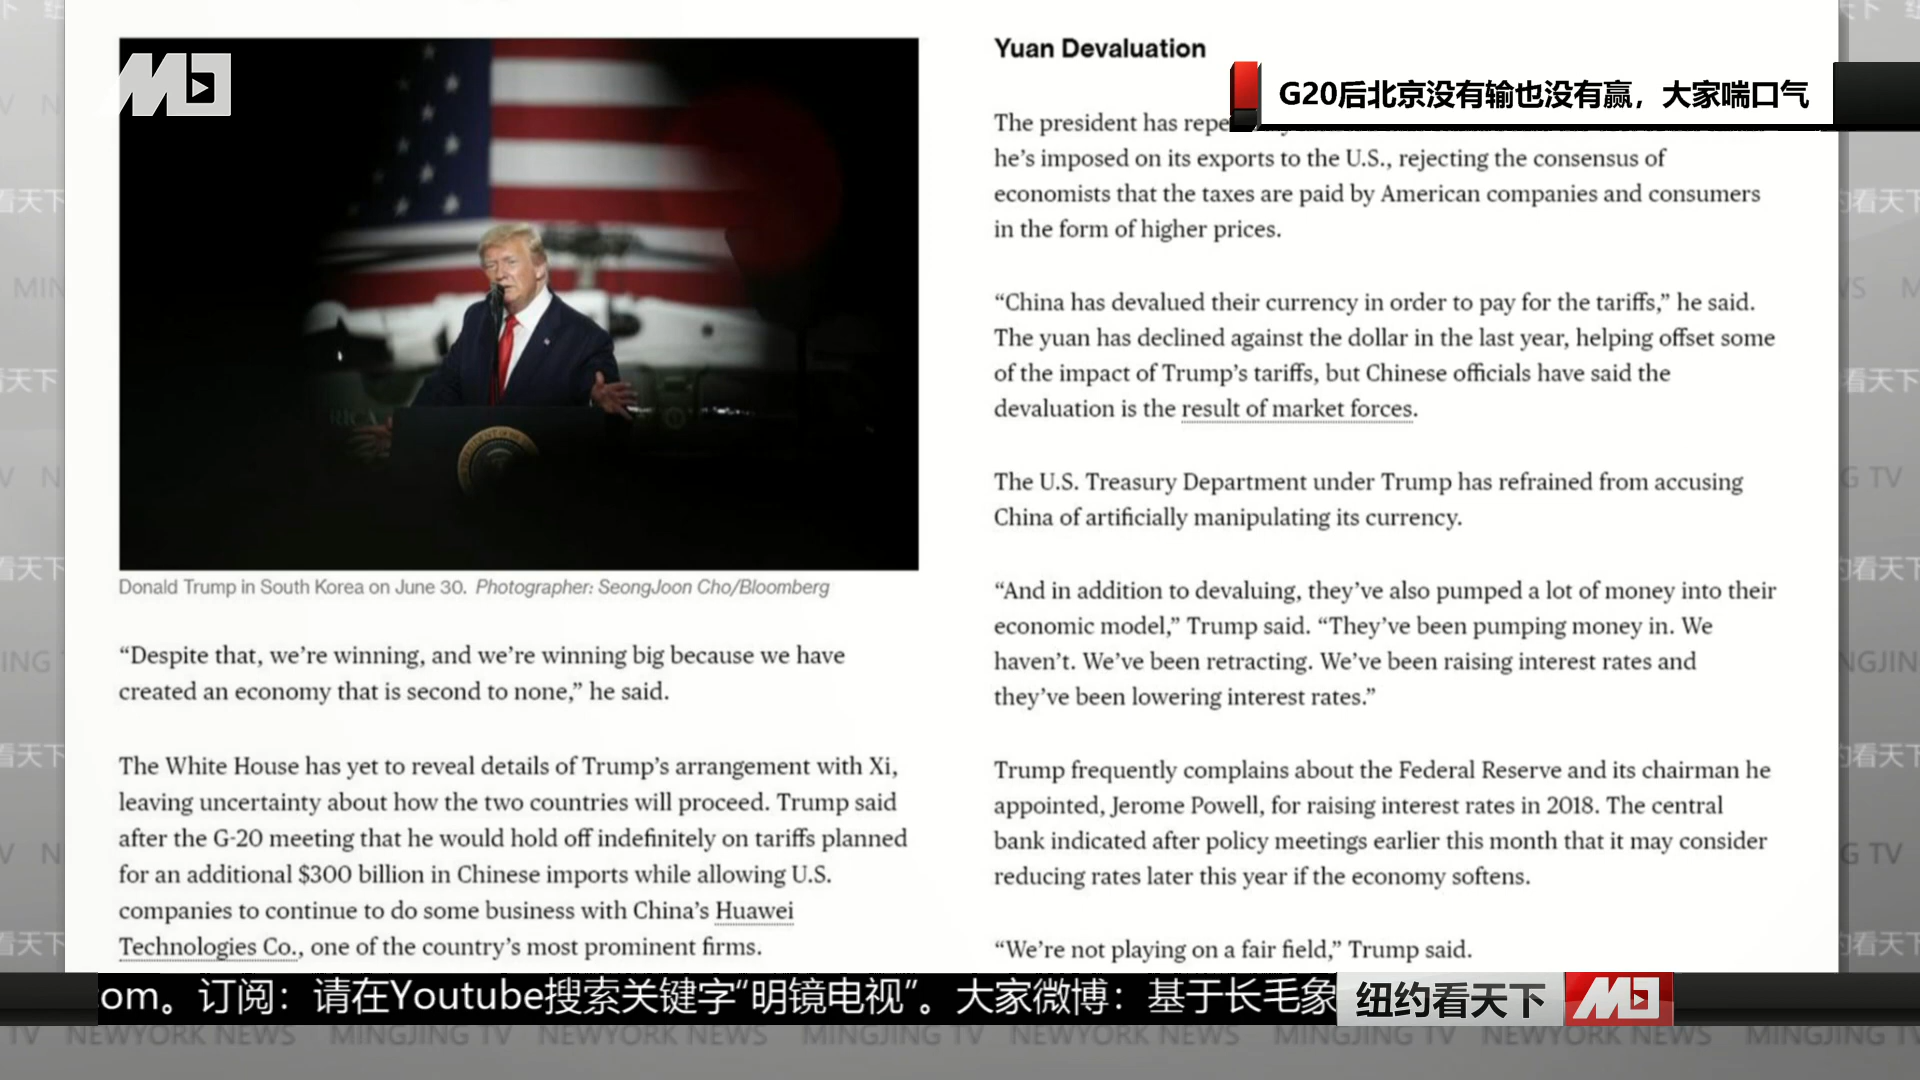 G20后北京没有输也没有赢，大家喘口气
Donald Trump in South Korea on June 30. Photographer: SeongJoon Cho/Bloomberg
“Despite that, we’re winning, and we’re winning big because we have
created an economy that is second to none,” he said.
The White House has yet to reveal details of Trump’s arrangement with Xi,
leaving uncertainty about how the two countries will proceed. Trump said
after the G-20 meeting that he would hold off indefinitely on tariffs planned
for an additional $300 billion in Chinese imports while allowing U.S.
companies to continue to do some business with China’s Huawei
Technologies Co., one of the country’s most prominent firms.
Yuan Devaluation
The president has repe
he’s imposed on its exports to the U.S., rejecting the consensus of
economists that the taxes are paid by American companies and consumers
in the form of higher prices.
“China has devalued their currency in order to pay for the tariffs,” he said.
The yuan has declined against the dollar in the last year, helping offset some
of the impact of Trump’s tariffs, but Chinese officials have said the
devaluation is the result of market forces.
The U.S. Treasury Department under Trump has refrained from accusing
China of artificially manipulating its currency.
“And in addition to devaluing, they’ve also pumped a lot of money into their
economic model,” Trump said. “They’ve been pumping money in. We
haven’t. We’ve been retracting. We’ve been raising interest rates and
they’ve been lowering interest rates.”
Trump frequently complains about the Federal Reserve and its chairman he
appointed, Jerome Powell, for raising interest rates in 2018. The central
bank indicated after policy meetings earlier this month that it may consider
reducing rates later this year if the economy softens.
“We’re not playing on a fair field,” Trump said.
om。订阅：请在Youtube搜索关键字“明镜电视”。大家微博：基于长毛象
纽约看天下
TV NEWYORK NEWS MINGJING TV NEWYORK NEWS MINGJING TV NEWYORK NEWS MINGJING TV NEWYORK NEWS MINGJING TV